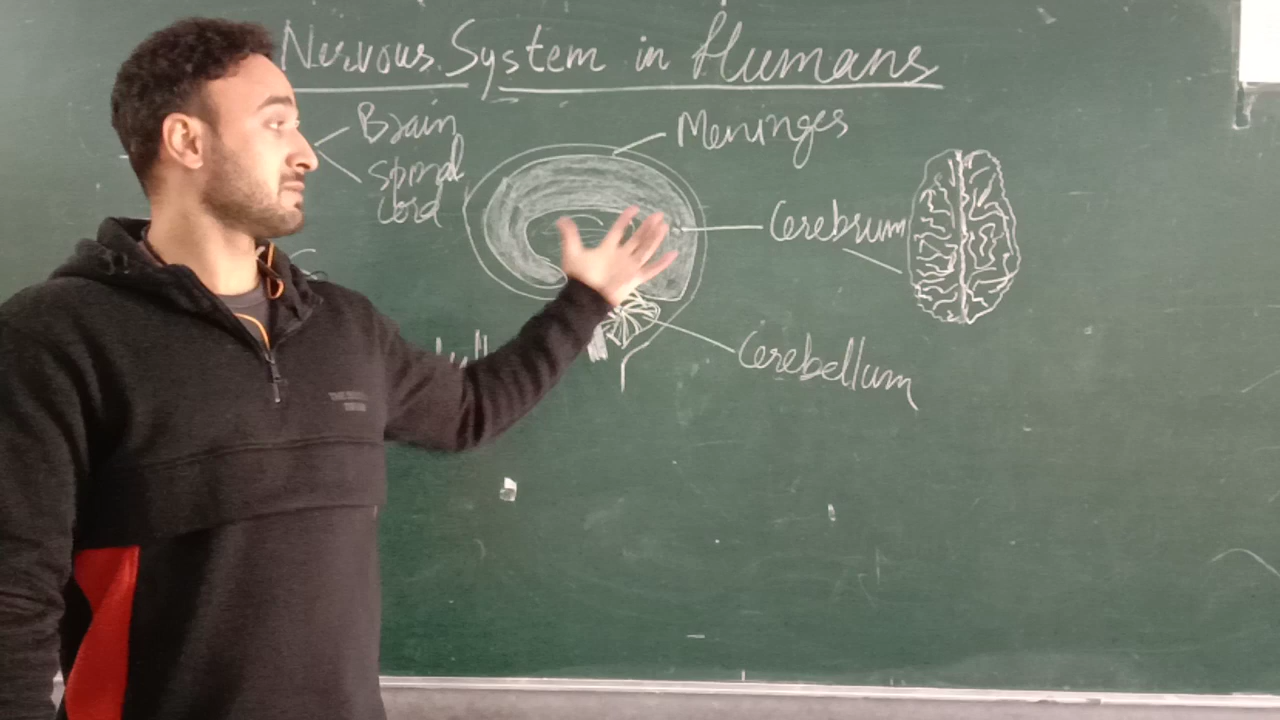 Nervous System in Humans
Brain
Spinal
Cord
Meninges
Cerebrum
Cerebellum